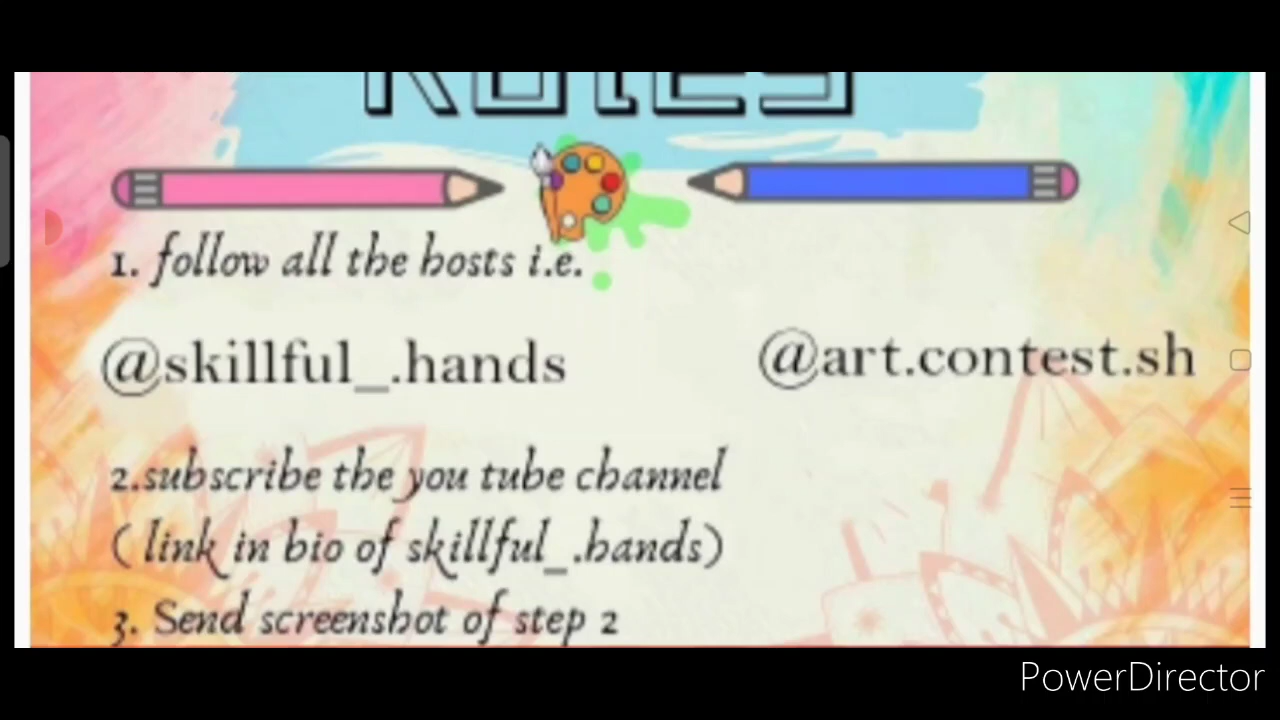 RULES
1. follow all the hosts i.e.
@skillful_.hands @art.contest.sh
2.subscribe the you tube channel
( link in bio of skillful_.hands)
3. Send screenshot of step 2
PowerDirector